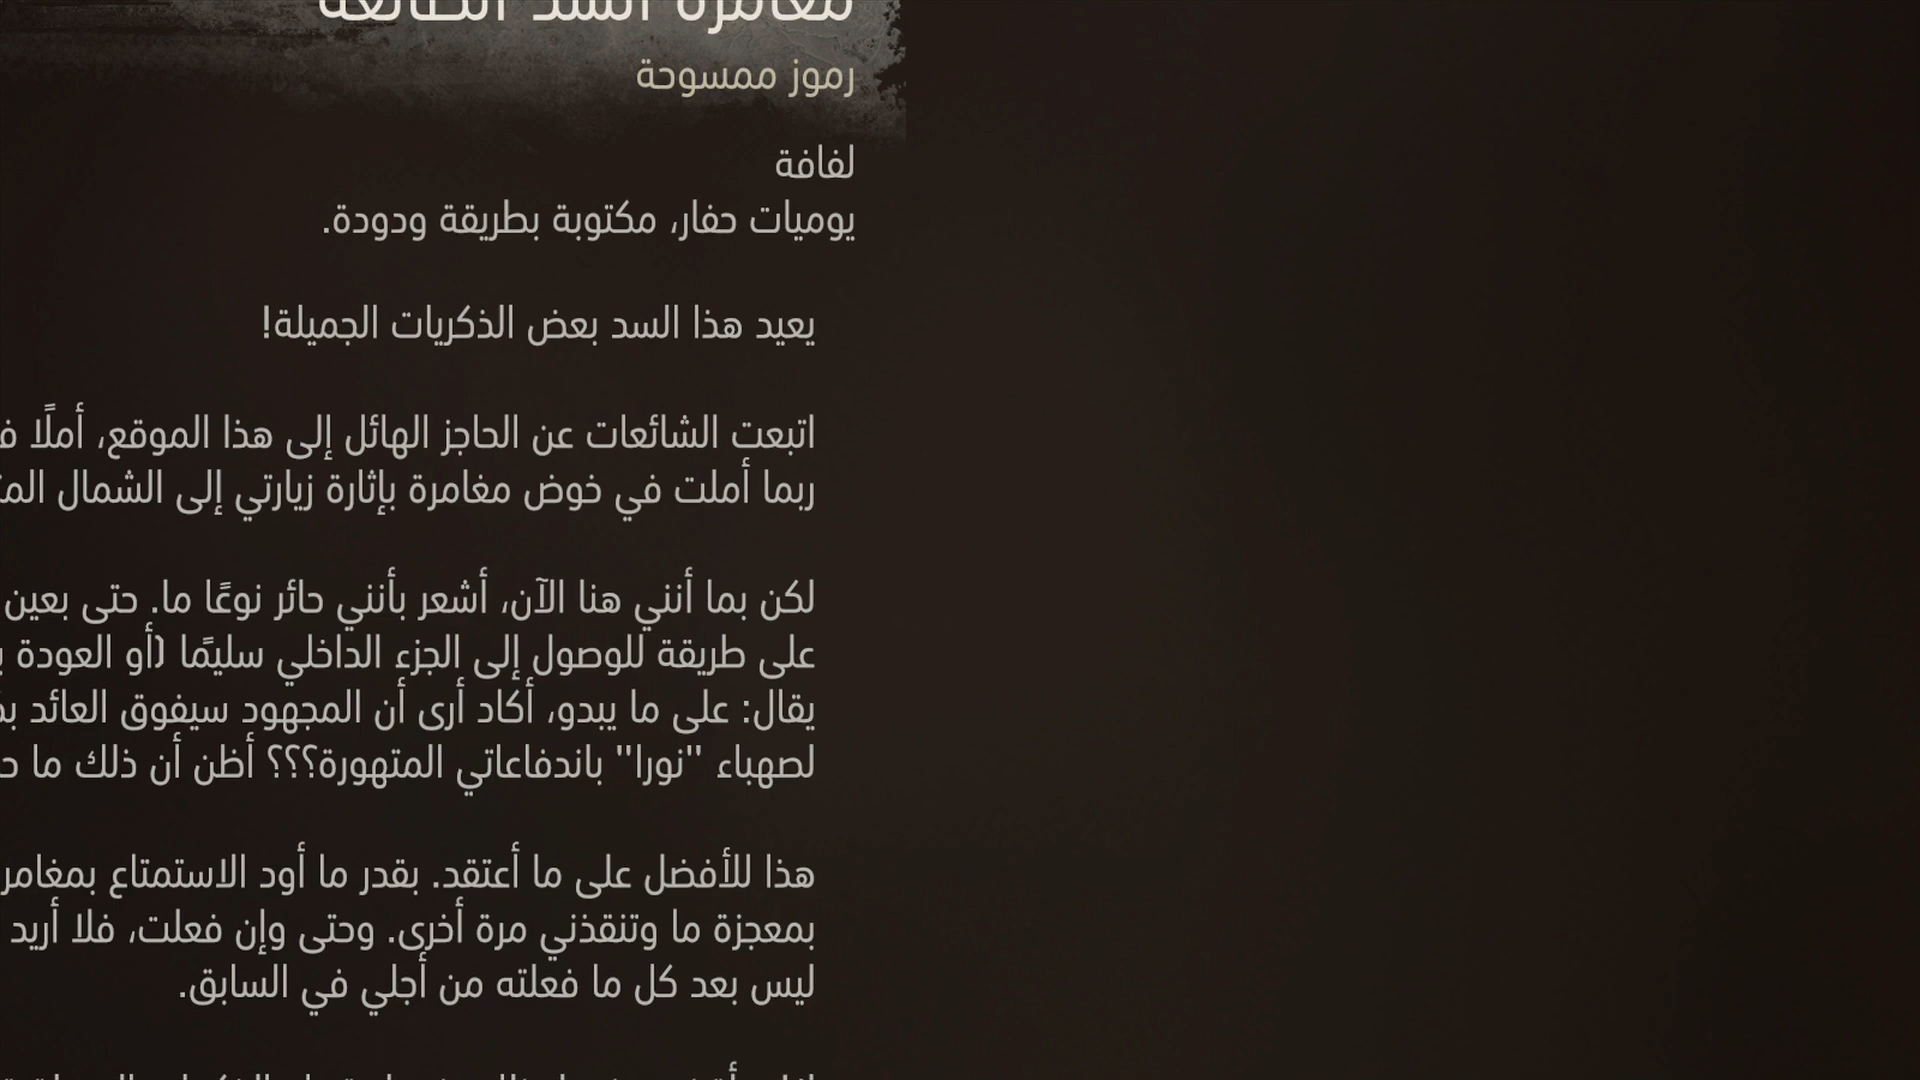 مغامرة السد الضائعة
رموز ممسوحة
لفافة
يوميات حفار، مكتوبة بطريقة ودودة.
يعيد هذا السد بعض الذكريات الجميلة!
اتبعت الشائعات عن الحاجز الهائل إلى هذا الموقع، أملًا
ربما أملت في خوض مغامرة بإثارة زيارتي إلى الشمال
لكن بما أنني هنا الآن، أشعر بأنني حائر نوعًا ما. حتى بعين
على طريقة للوصول إلى الجزء الداخلي سليمًا (أو العودة
يقال: على ما يبدو، أكاد أرى أن المجهود سيفوق العائد
لصهباء "نورا" باندفاعاتي المتهورة؟؟؟ أظن أن ذلك ما
هذا للأفضل على ما أعتقد. بقدر ما أود الاستمتاع
بمعجزة ما وتنقذني مرة أخرى. وحتى وإن فعلت، فلا أريد
ليس بعد كل ما فعلته من أجلي في السابق.